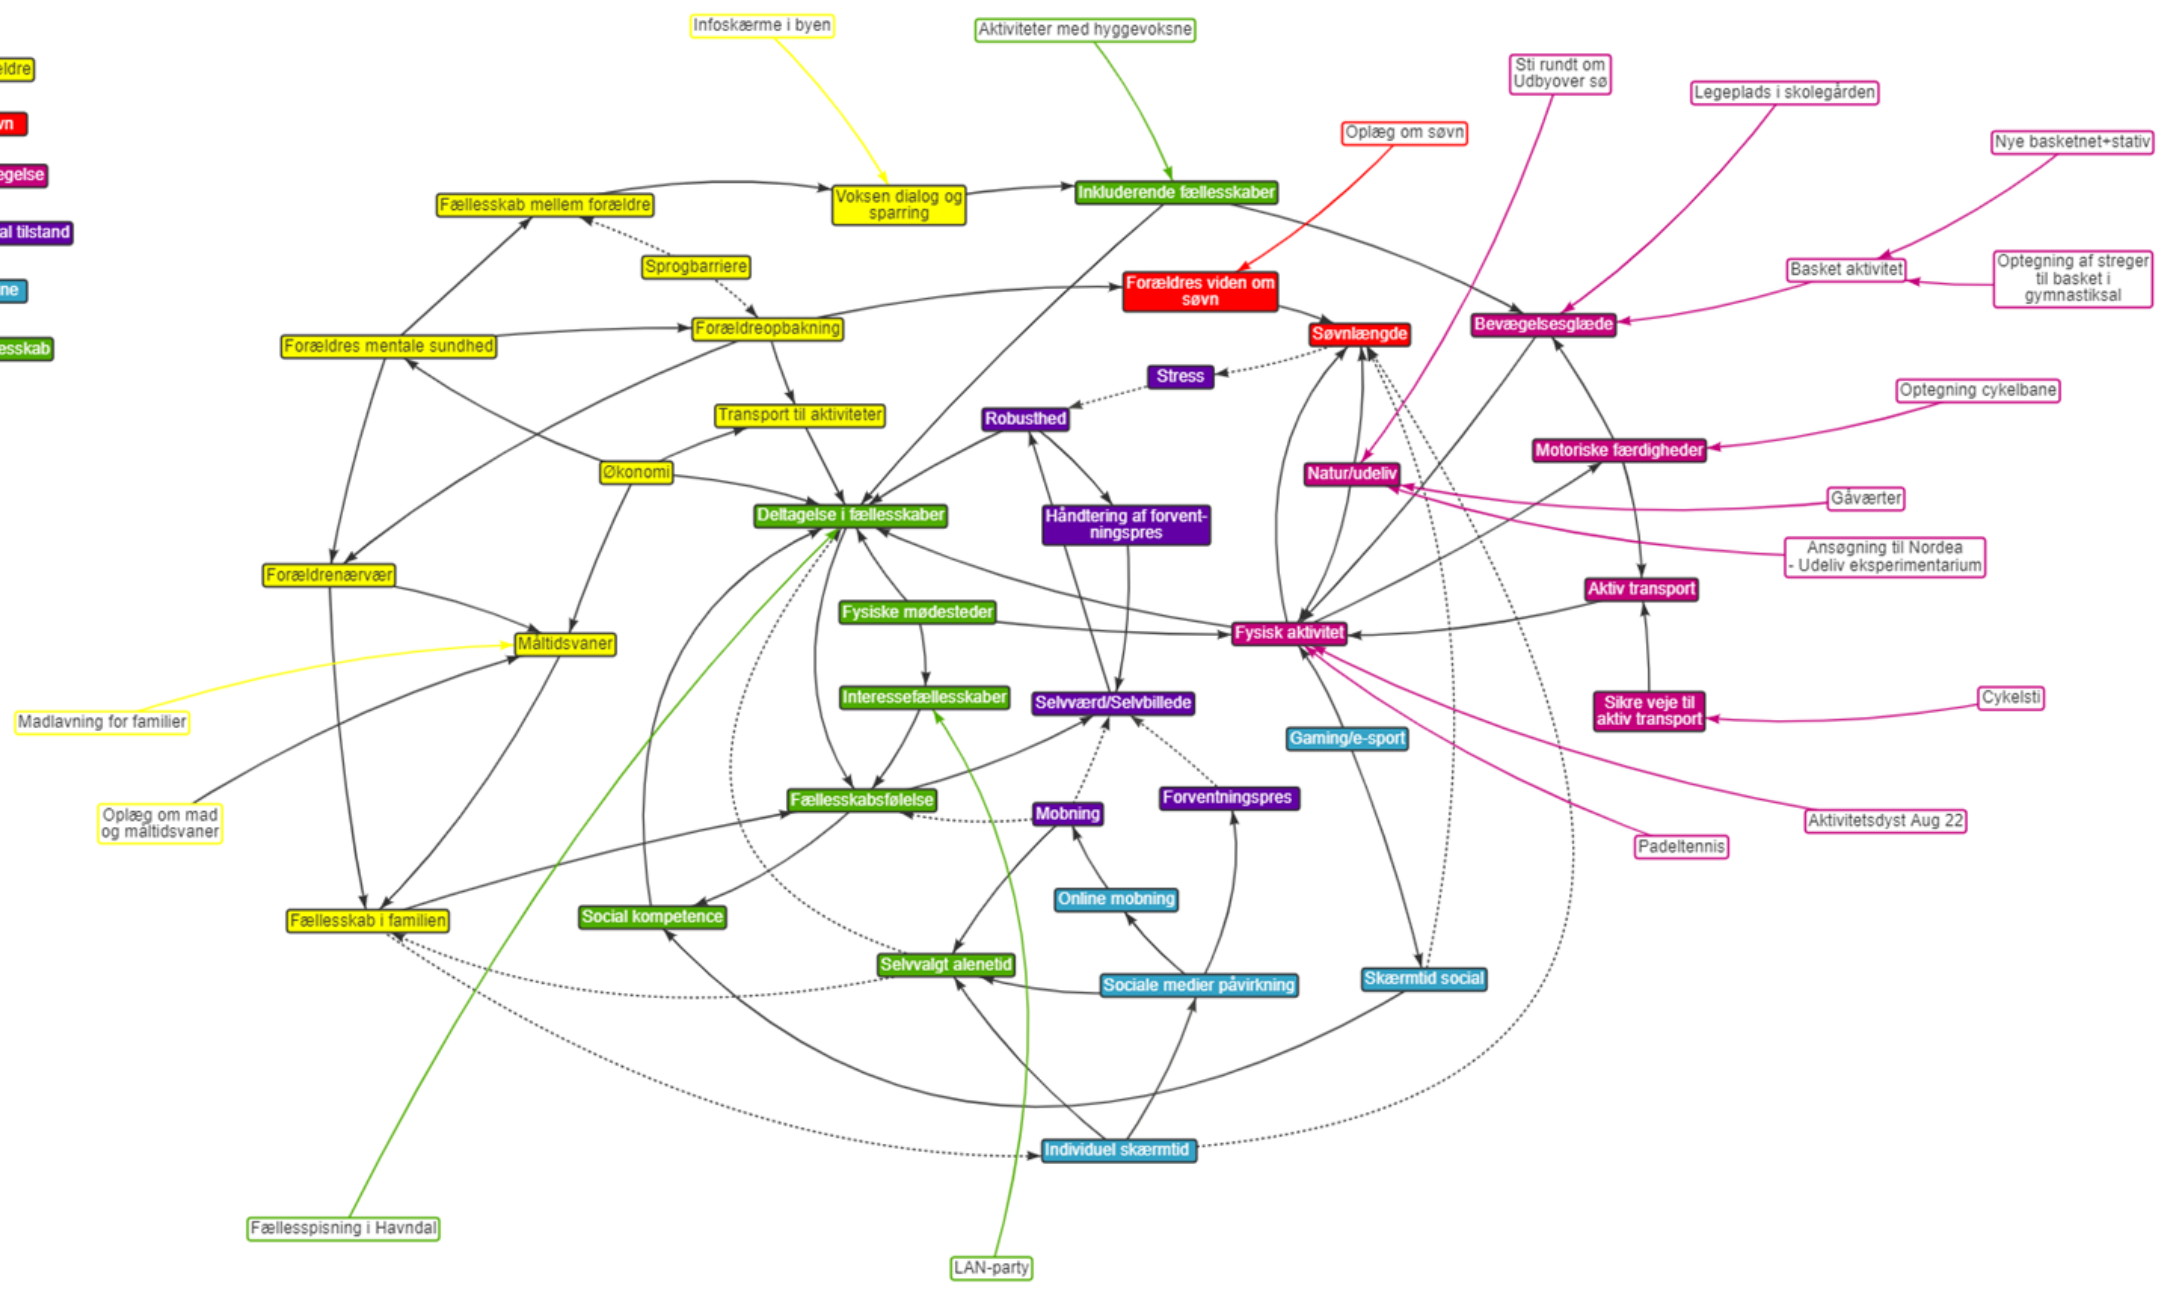 Infoskærme i byen
Aktiviteter med hyggevoksne
Sti rundt om
Udbyover sø
Legeplads i skolegården
Oplæg om søvn
Nye basketnet+stativ
Fællesskab mellem forældre
Voksen dialog og
sparring
Inkluderende fællesskaber
al tilstand
Sprogbarriere
Forældres viden om
søvn
Basket aktivitet
Optegning af streger
til basket i
gymnastiksal
Forældres mentale sundhed
Forældreopbakning
Søvnlængde
Bevægelsesglæde
Stress
Optegning cykelbane
Transport til aktiviteter
Robusthed
Motoriske færdigheder
Økonomi
Natur/udeliv
Gåværter
Deltagelse i fællesskaber
Håndtering af forvent-
ningspres
Ansøgning til Nordea
- Udeliv eksperimentarium
Forældrenærvær
Aktiv transport
Fysiske mødesteder
Fysisk aktivitet
Måltidsvaner
Interessefællesskaber
Selvværd/Selvbillede
Sikre veje til
aktiv transport
Cykelsti
Madlavning for familier
Gaming/e-sport
Fællesskabsfølelse
Mobning
Forventningspres
Oplæg om mad
og måltidsvaner
Aktivitetsdyst Aug 22
Padeltennis
Online mobning
Fællesskab i familien
Social kompetence
Selvvalgt alenetid
Sociale medier påvirkning
Skærmtid social
Individuel skærmtid
Fællesspisning i Havndal
LAN-party